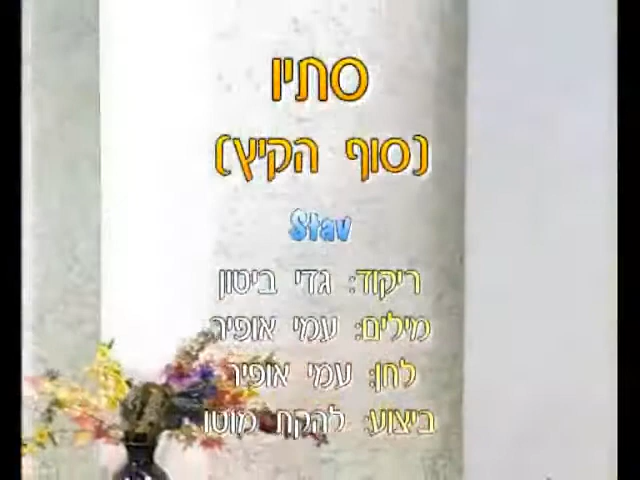 סתיו
(סוף הקיץ)
Stav
ריקוד: גדי ביטון
מילים: עמי אופיר
לחן: עמי אופיר
ביצוע: להקת מוטו